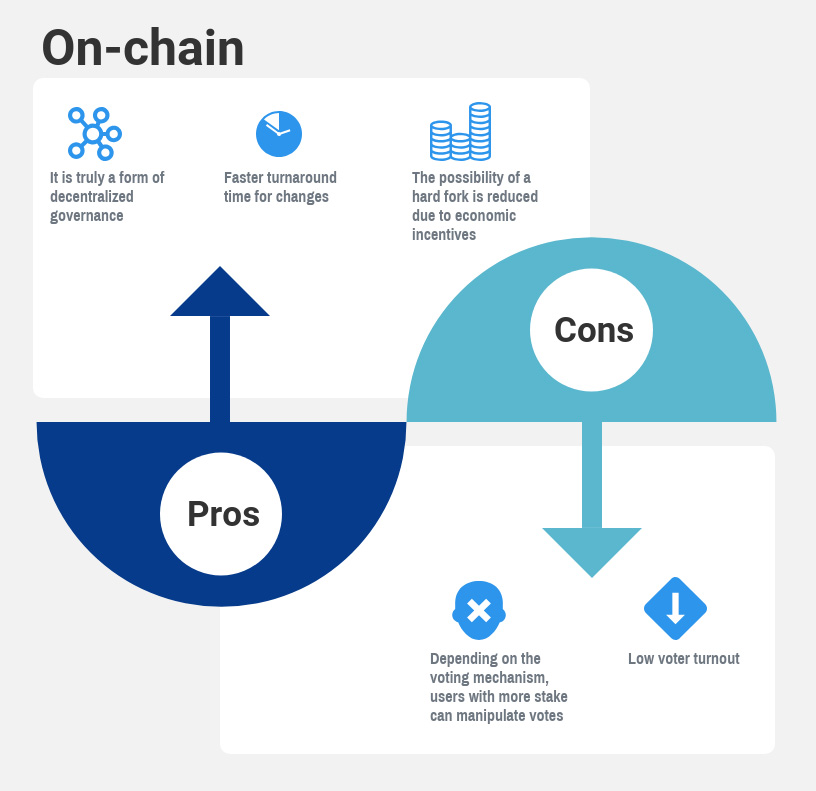 On-chain
It is truly a form of
decentralized
governance
Faster turnaround
time for changes
The possibility of a
hard fork is reduced
due to economic
incentives
Cons
Pros
Depending on the
voting mechanism,
users with more stake
can manipulate votes
Low voter turnout